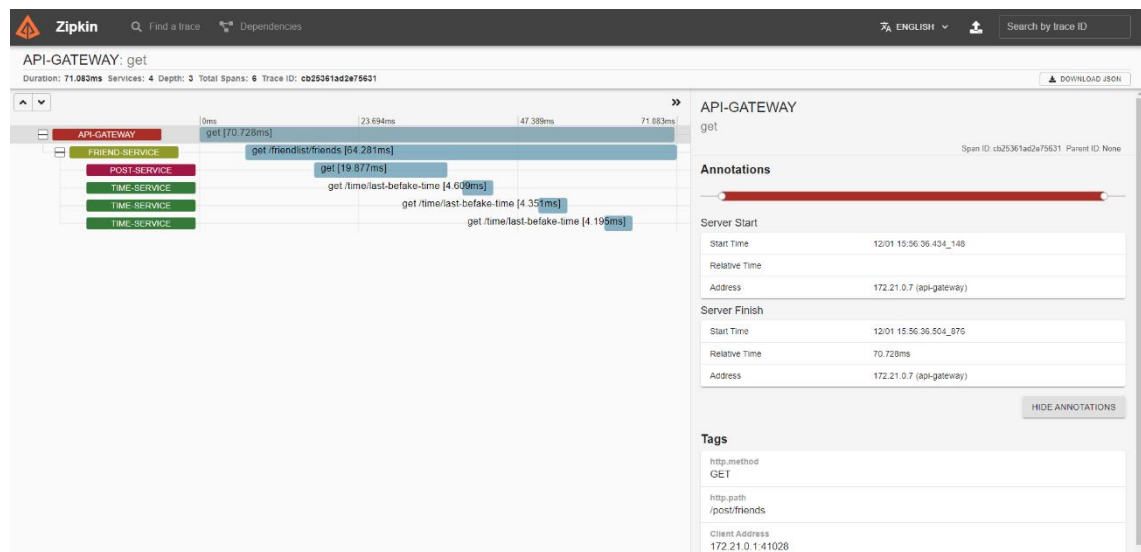 Zipkin Find a trace Dependencies ENGLISH Search by trace ID
API-GATEWAY: get
Duration: 71.083ms Services: 4 Depth: 3 Total Spans: 6 Trace ID: cb25361ad2e75631 DOWNLOAD JSON
0ms 23.694ms 47.389ms 71.083ms
API-GATEWAY get [70.728ms]
FRIEND-SERVICE get /friendlist/friends [64.281ms]
POST-SERVICE get [19.877ms]
TIME-SERVICE get /time/last-befake-time [4.609ms]
TIME-SERVICE get /time/last-befake-time [4.351ms]
TIME-SERVICE get /time/last-befake-time [4.195ms]
API-GATEWAY
get
Span ID: cb25361ad2e75631 Parent ID: None
Annotations
Server Start
Start Time 12/01 15:56:36.434_148
Relative Time
Address 172.21.0.7 (api-gateway)
Server Finish
Start Time 12/01 15:56:36.504_876
Relative Time 70.728ms
Address 172.21.0.7 (api-gateway)
HIDE ANNOTATIONS
Tags
http.method
GET
http.path
/post/friends
Client Address
172.21.0.1:41028